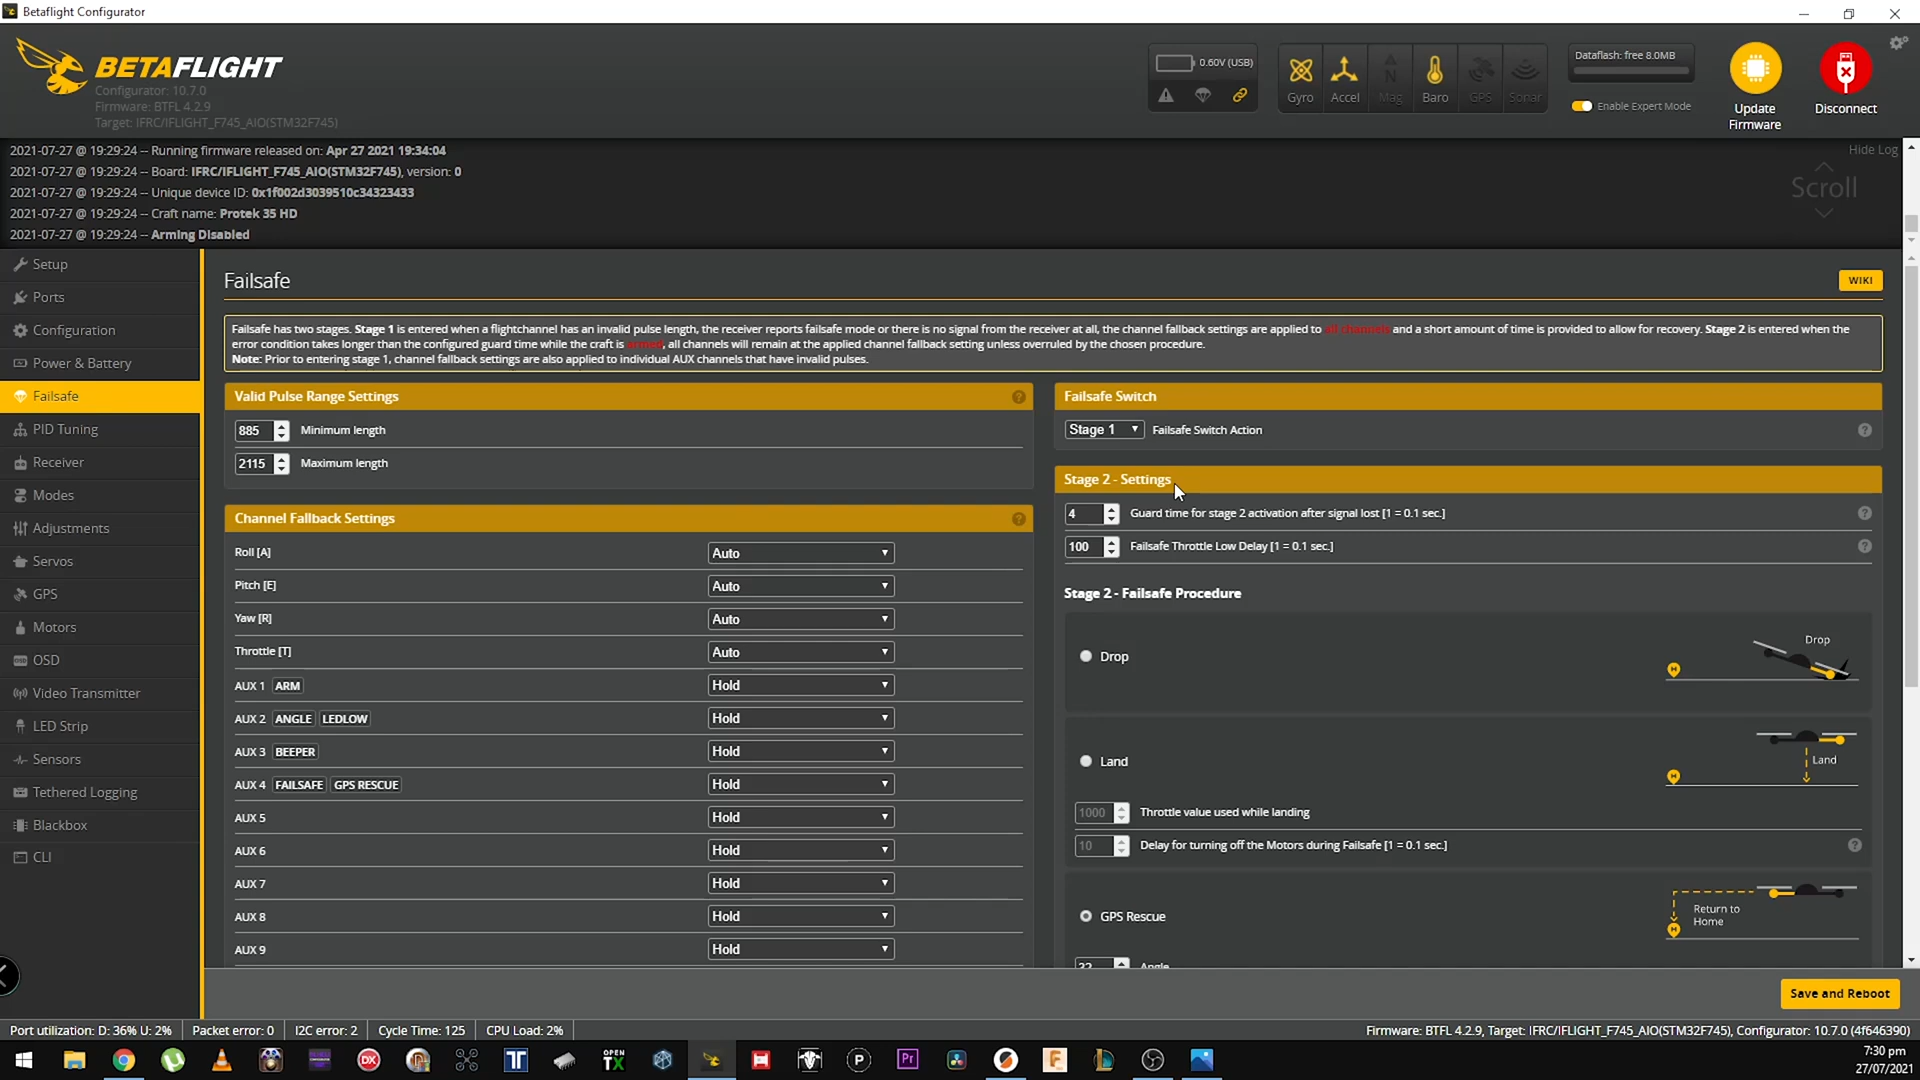 Betaflight Configurator
BETAFLIGHT
Configurator: 10.7.0
Firmware: BTFL 4.2.9
Target: IFRC/IFLIGHT_F745_AIO(STM32F745)
0.60V (USB)
Gyro
Accel
Mag
Baro
GPS
Sonar
Dataflash: free 8.0MB
Enable Expert Mode
Update
Firmware
Disconnect
2021-07-27 @ 19:29:24 -- Running firmware released on: Apr 27 2021 19:34:04
2021-07-27 @ 19:29:24 -- Board: IFRC/IFLIGHT_F745_AIO(STM32F745), version: 0
2021-07-27 @ 19:29:24 -- Unique device ID: 0x1f002d3039510c34323433
2021-07-27 @ 19:29:24 -- Craft name: Protek 35 HD
2021-07-27 @ 19:29:24 -- Arming Disabled
Hide Log
Scroll
Setup
Ports
Configuration
Power & Battery
Failsafe
PID Tuning
Receiver
Modes
Adjustments
Servos
GPS
Motors
OSD
Video Transmitter
LED Strip
Sensors
Tethered Logging
Blackbox
CLI
Failsafe
WIKI
Failsafe has two stages. Stage 1 is entered when a flightchannel has an invalid pulse length, the receiver reports failsafe mode or there is no signal from the receiver at all, the channel fallback settings are applied to all channels and a short amount of time is provided to allow for recovery. Stage 2 is entered when the
error condition takes longer than the configured guard time while the craft is armed, all channels will remain at the applied channel fallback setting unless overruled by the chosen procedure.
Note: Prior to entering stage 1, channel fallback settings are also applied to individual AUX channels that have invalid pulses.
Valid Pulse Range Settings
885 Minimum length
2115 Maximum length
Channel Fallback Settings
Roll [A] Auto
Pitch [E] Auto
Yaw [R] Auto
Throttle [T] Auto
AUX 1 ARM Hold
AUX 2 ANGLE LEDLOW Hold
AUX 3 BEEPER Hold
AUX 4 FAILSAFE GPS RESCUE Hold
AUX 5 Hold
AUX 6 Hold
AUX 7 Hold
AUX 8 Hold
AUX 9 Hold
Failsafe Switch
Stage 1 Failsafe Switch Action
Stage 2 - Settings
4 Guard time for stage 2 activation after signal lost [1 = 0.1 sec.]
100 Failsafe Throttle Low Delay [1 = 0.1 sec.]
Stage 2 - Failsafe Procedure
Drop
Drop
Land
Land
1000 Throttle value used while landing
10 Delay for turning off the Motors during Failsafe [1 = 0.1 sec.]
GPS Rescue
Return to
Home
32 Angle
Save and Reboot
Port utilization: D: 36% U: 2%
Packet error: 0
I2C error: 2
Cycle Time: 125
CPU Load: 2%
Firmware: BTFL 4.2.9, Target: IFRC/IFLIGHT_F745_AIO(STM32F745), Configurator: 10.7.0 (4f646390)
7:30 pm
27/07/2021